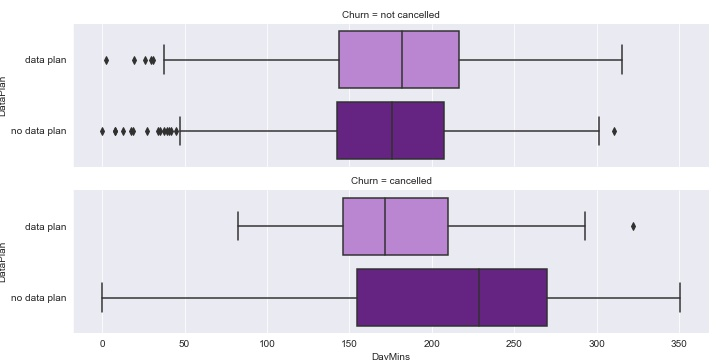 Churn = not cancelled
data plan
DataPlan
no data plan
Churn = cancelled
data plan
DataPlan
no data plan
0 50 100 150 200 250 300 350
DayMins